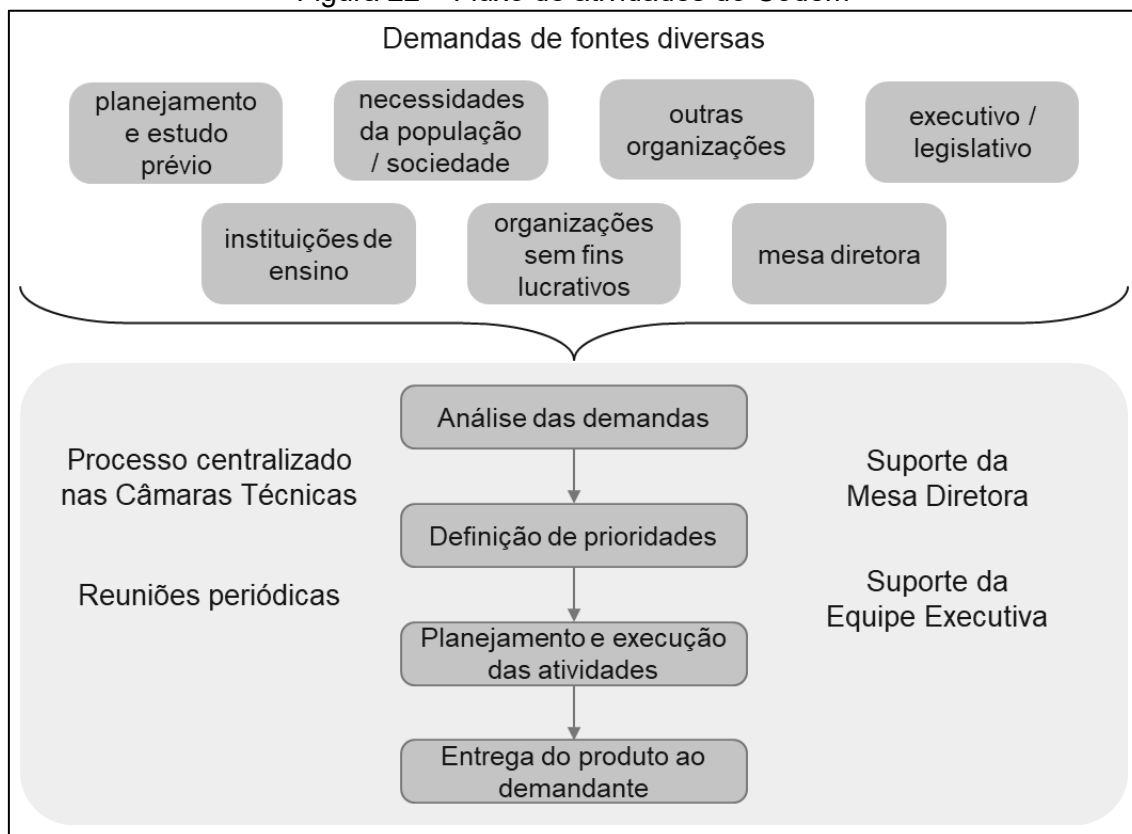 Demandas de fontes diversas
planejamento
e estudo
prévio
necessidades
da população
/ sociedade
outras
organizações
executivo /
legislativo
instituições de
ensino
organizações
sem fins
lucrativos
mesa diretora
Análise das demandas
Processo centralizado
nas Câmaras Técnicas
Suporte da
Mesa Diretora
Definição de prioridades
Reuniões periódicas
Suporte da
Equipe Executiva
Planejamento e execução
das atividades
Entrega do produto ao
demandante